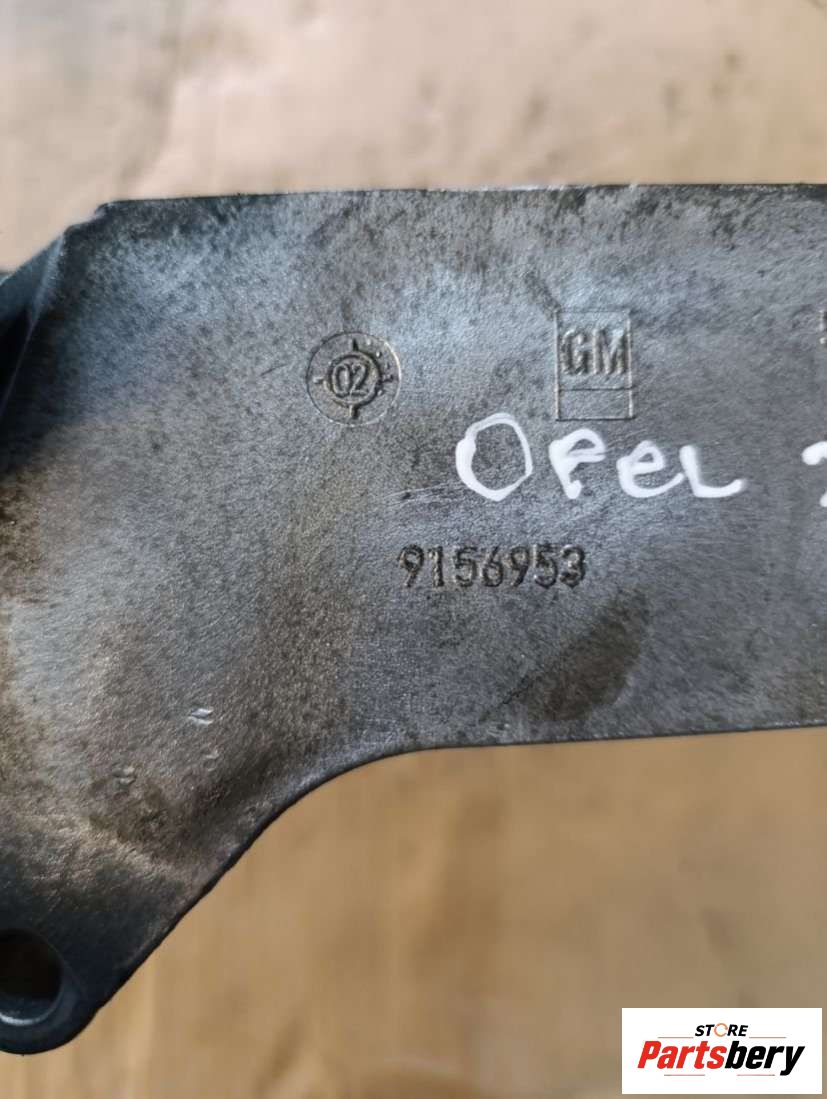 02
GM
OPEL
9156953
STORE
Partsbery